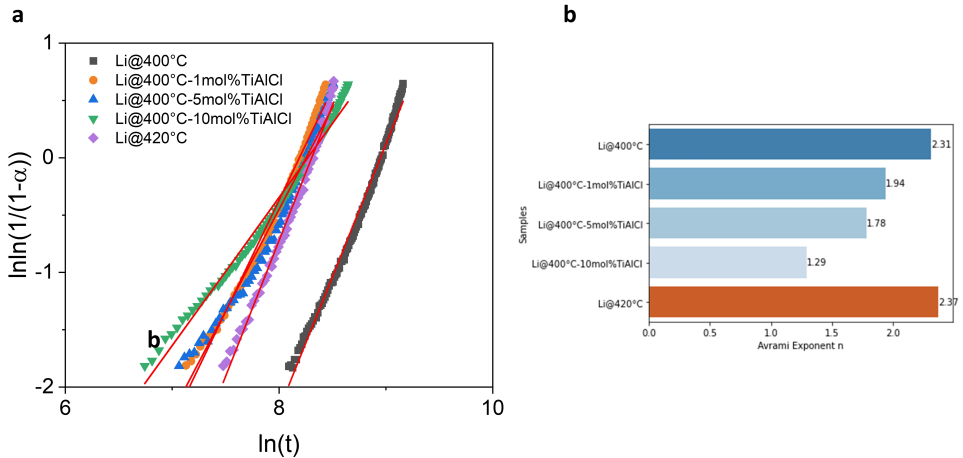 a
b
1
0
-1
-2
lnln(1/(1-α))
Li@400°C
Li@400°C-1mol%TiAlCl
Li@400°C-5mol%TiAlCl
Li@400°C-10mol%TiAlCl
Li@420°C
b
6
8
10
ln(t)
Samples
Li@400°C
2.31
Li@400°C-1mol%TiAlCl
1.94
Li@400°C-5mol%TiAlCl
1.78
Li@400°C-10mol%TiAlCl
1.29
Li@420°C
2.37
0.0
0.5
1.0
1.5
2.0
Avrami Exponent n